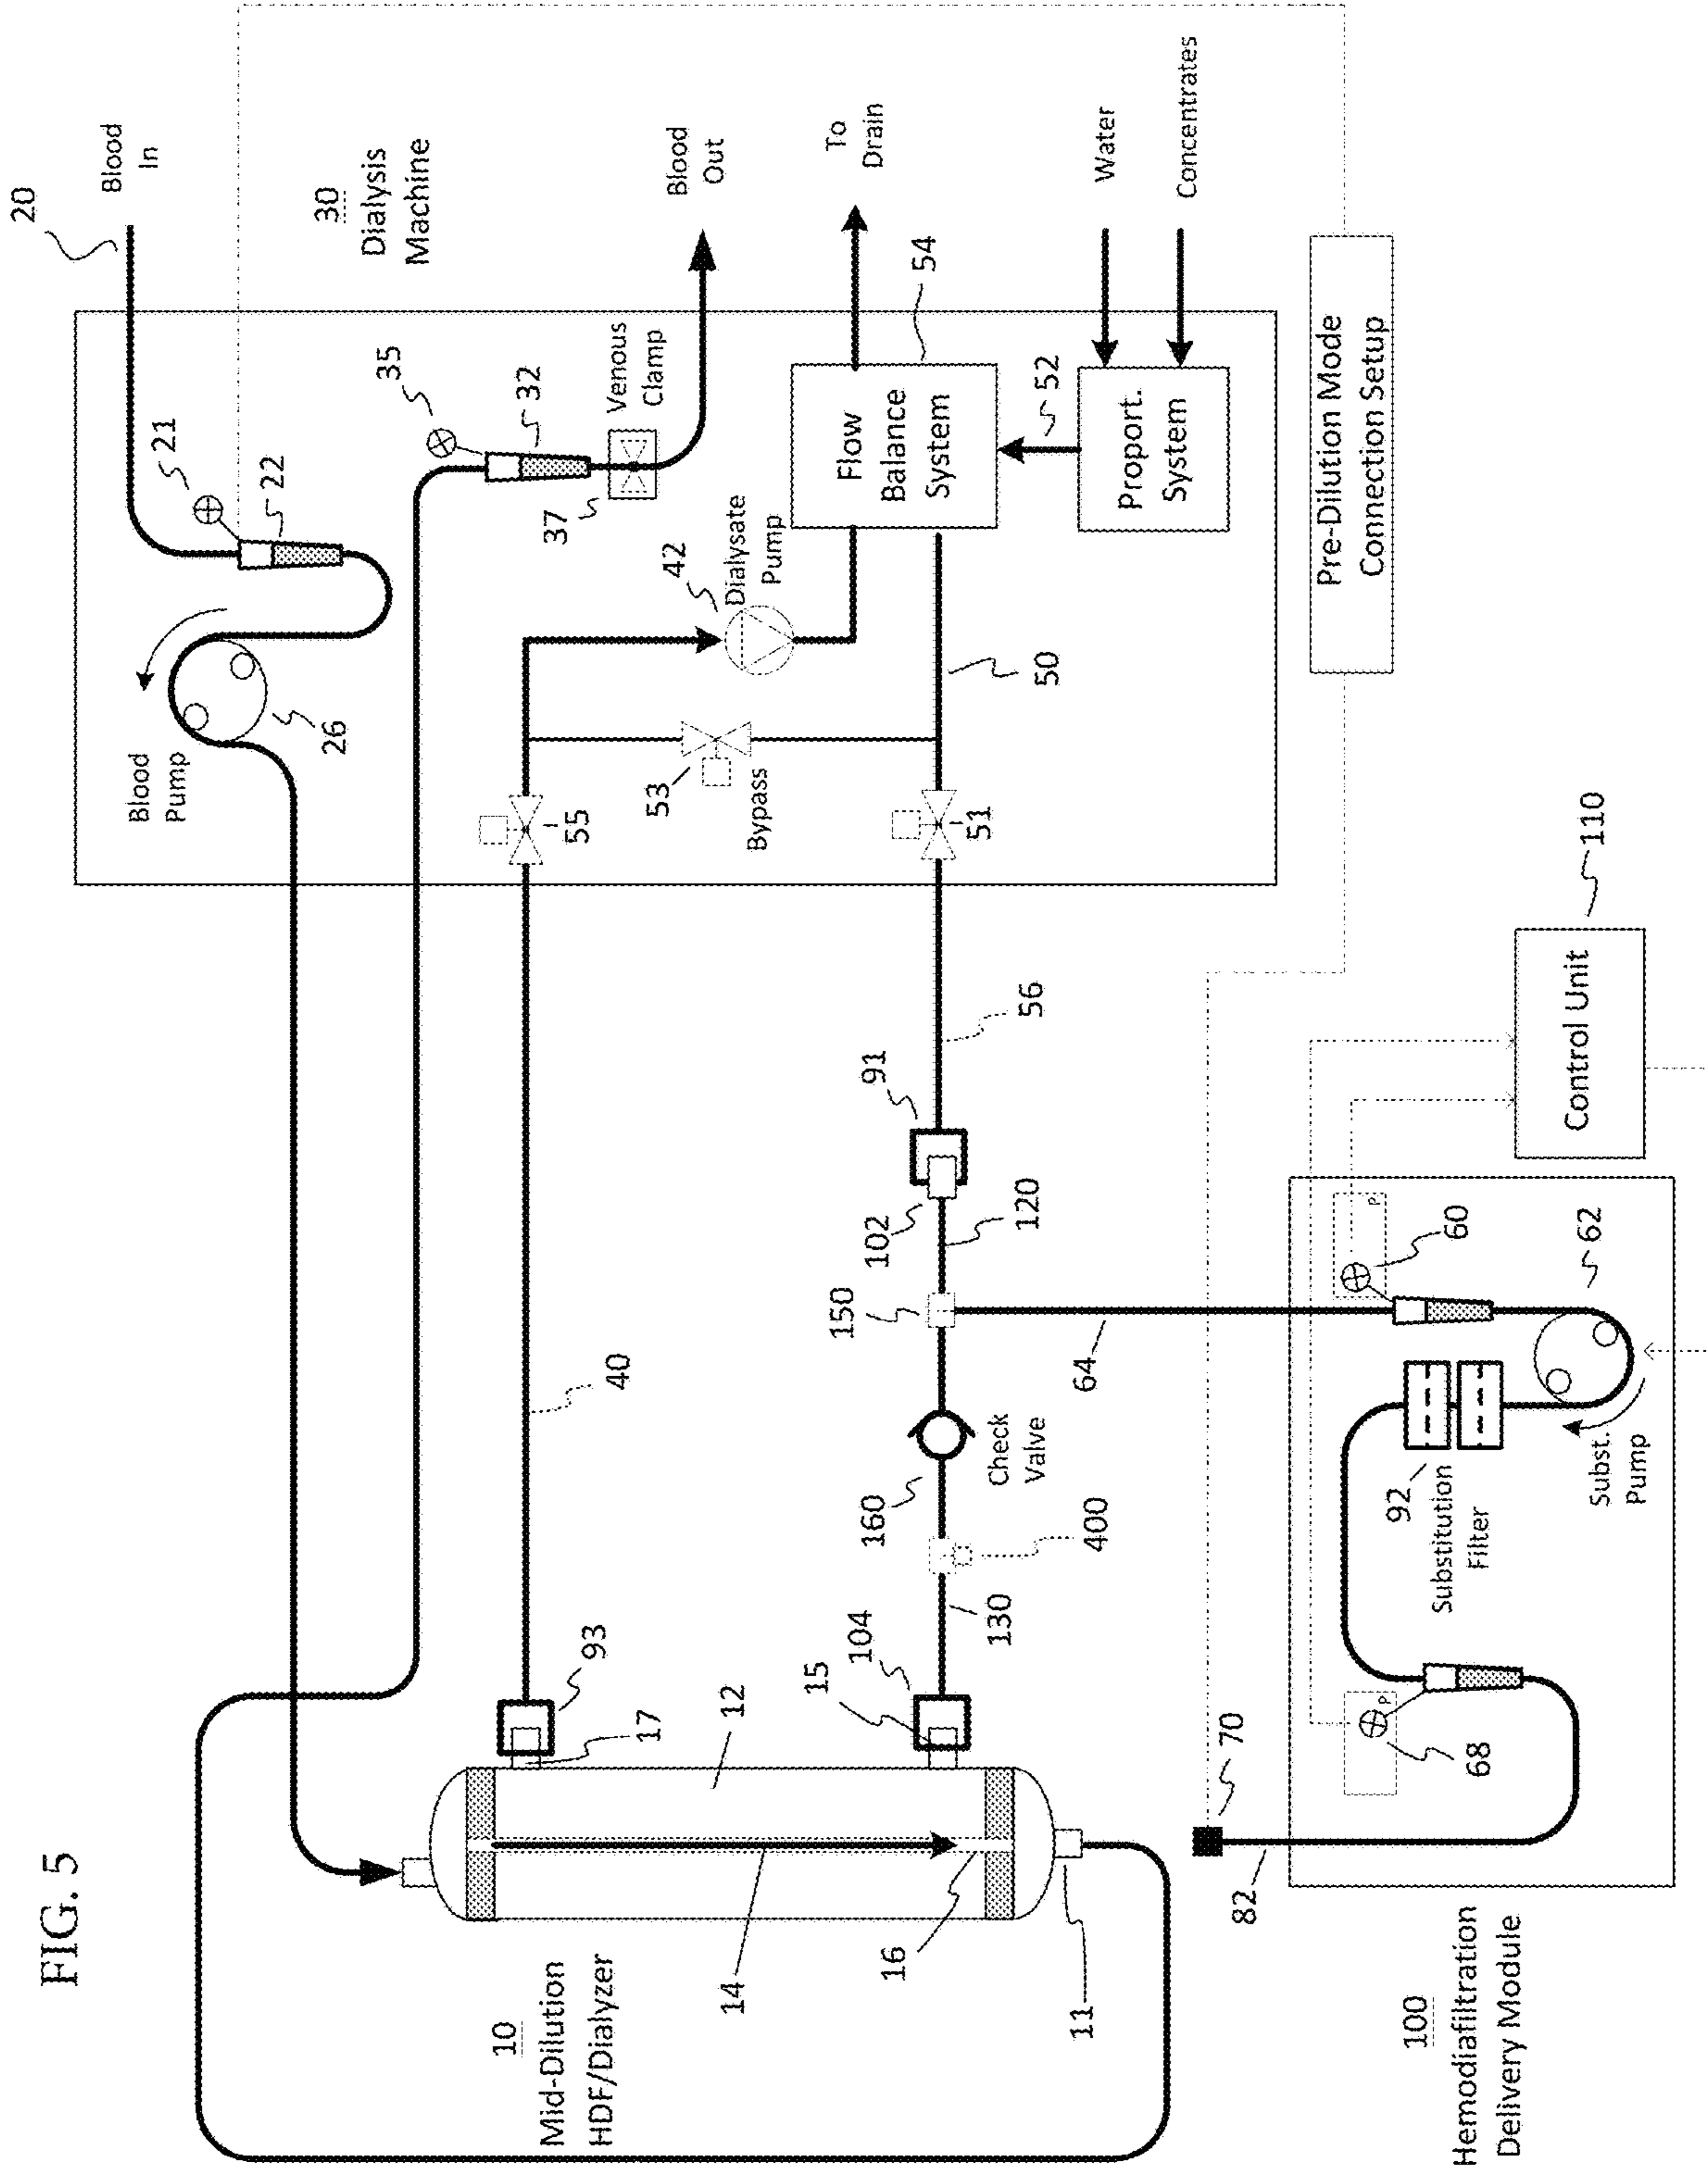 FIG. 5
20
Blood
In
30
Dialysis
Machine
21
22
Blood
Pump
26
35
32
37
Venous
Clamp
Blood
Out
42
Dialysate
Pump
55
53
Bypass
To
Drain
54
Flow
Balance
System
50
51
52
Proport.
System
Water
Concentrates
Pre-Dilution Mode
Connection Setup
40
56
91
102
120
150
64
160
Check
Valve
400
130
104
15
93
17
12
14
16
11
10
Mid-Dilution
HDF/Dialyzer
110
Control Unit
P
60
62
Subst.
Pump
92
Substitution
Filter
P
68
70
82
100
Hemodiafiltration
Delivery Module